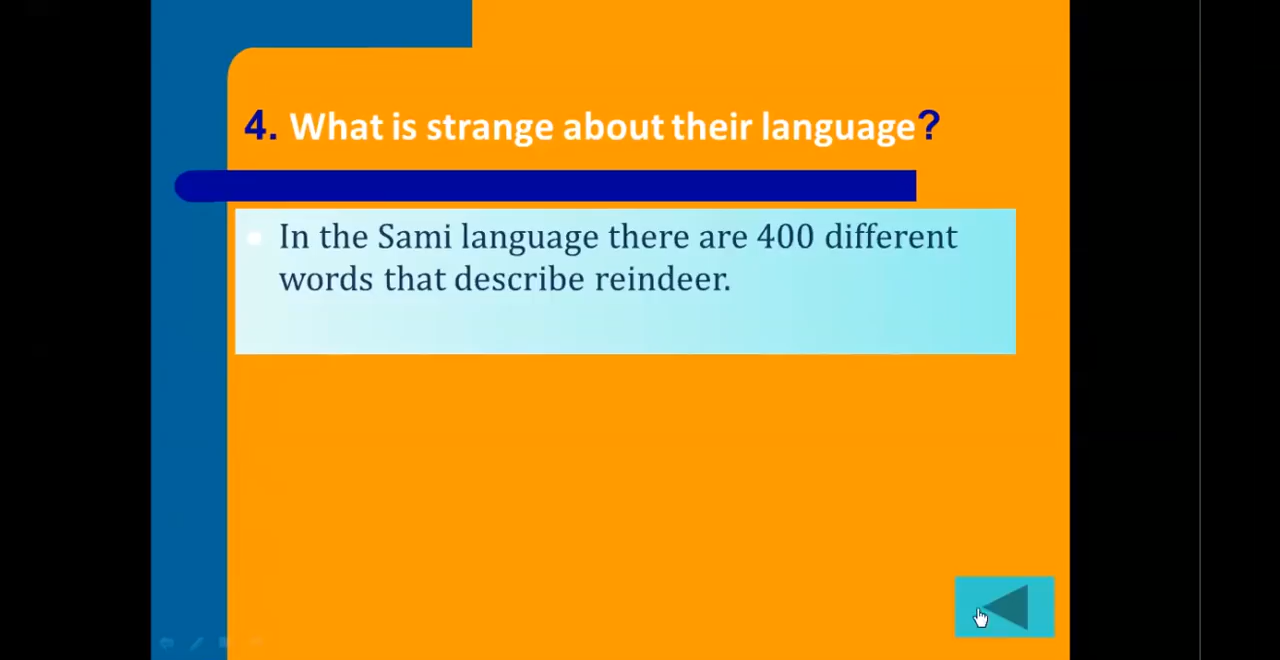 4. What is strange about their language?
In the Sami language there are 400 different
words that describe reindeer.